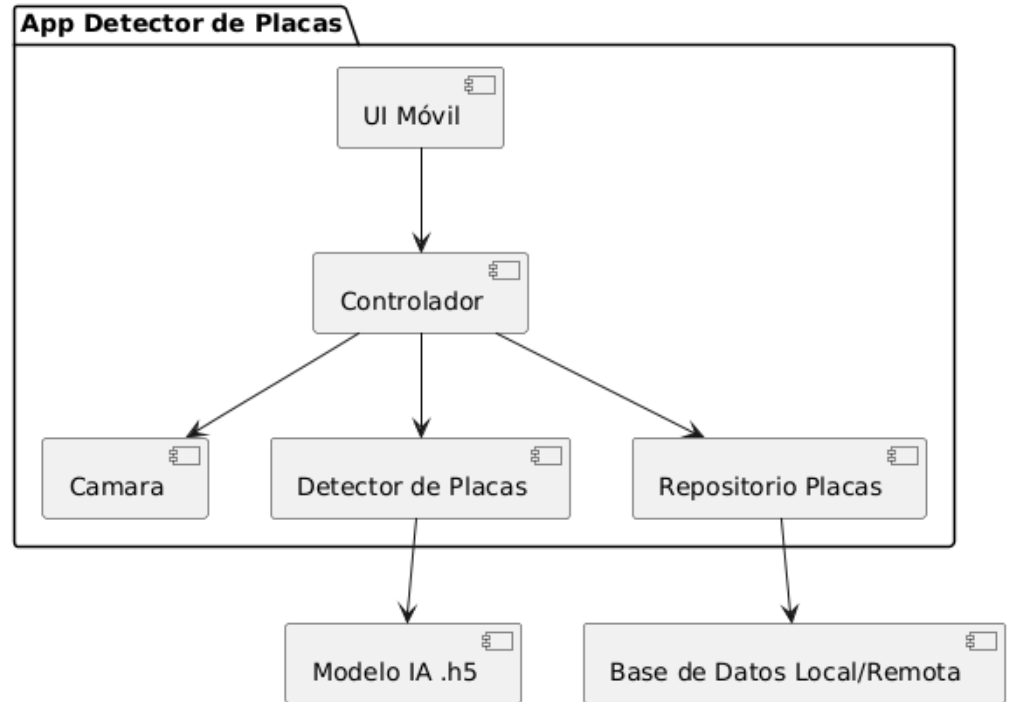 App Detector de Placas
UI Móvil
Controlador
Camara
Detector de Placas
Repositorio Placas
Modelo IA .h5
Base de Datos Local/Remota